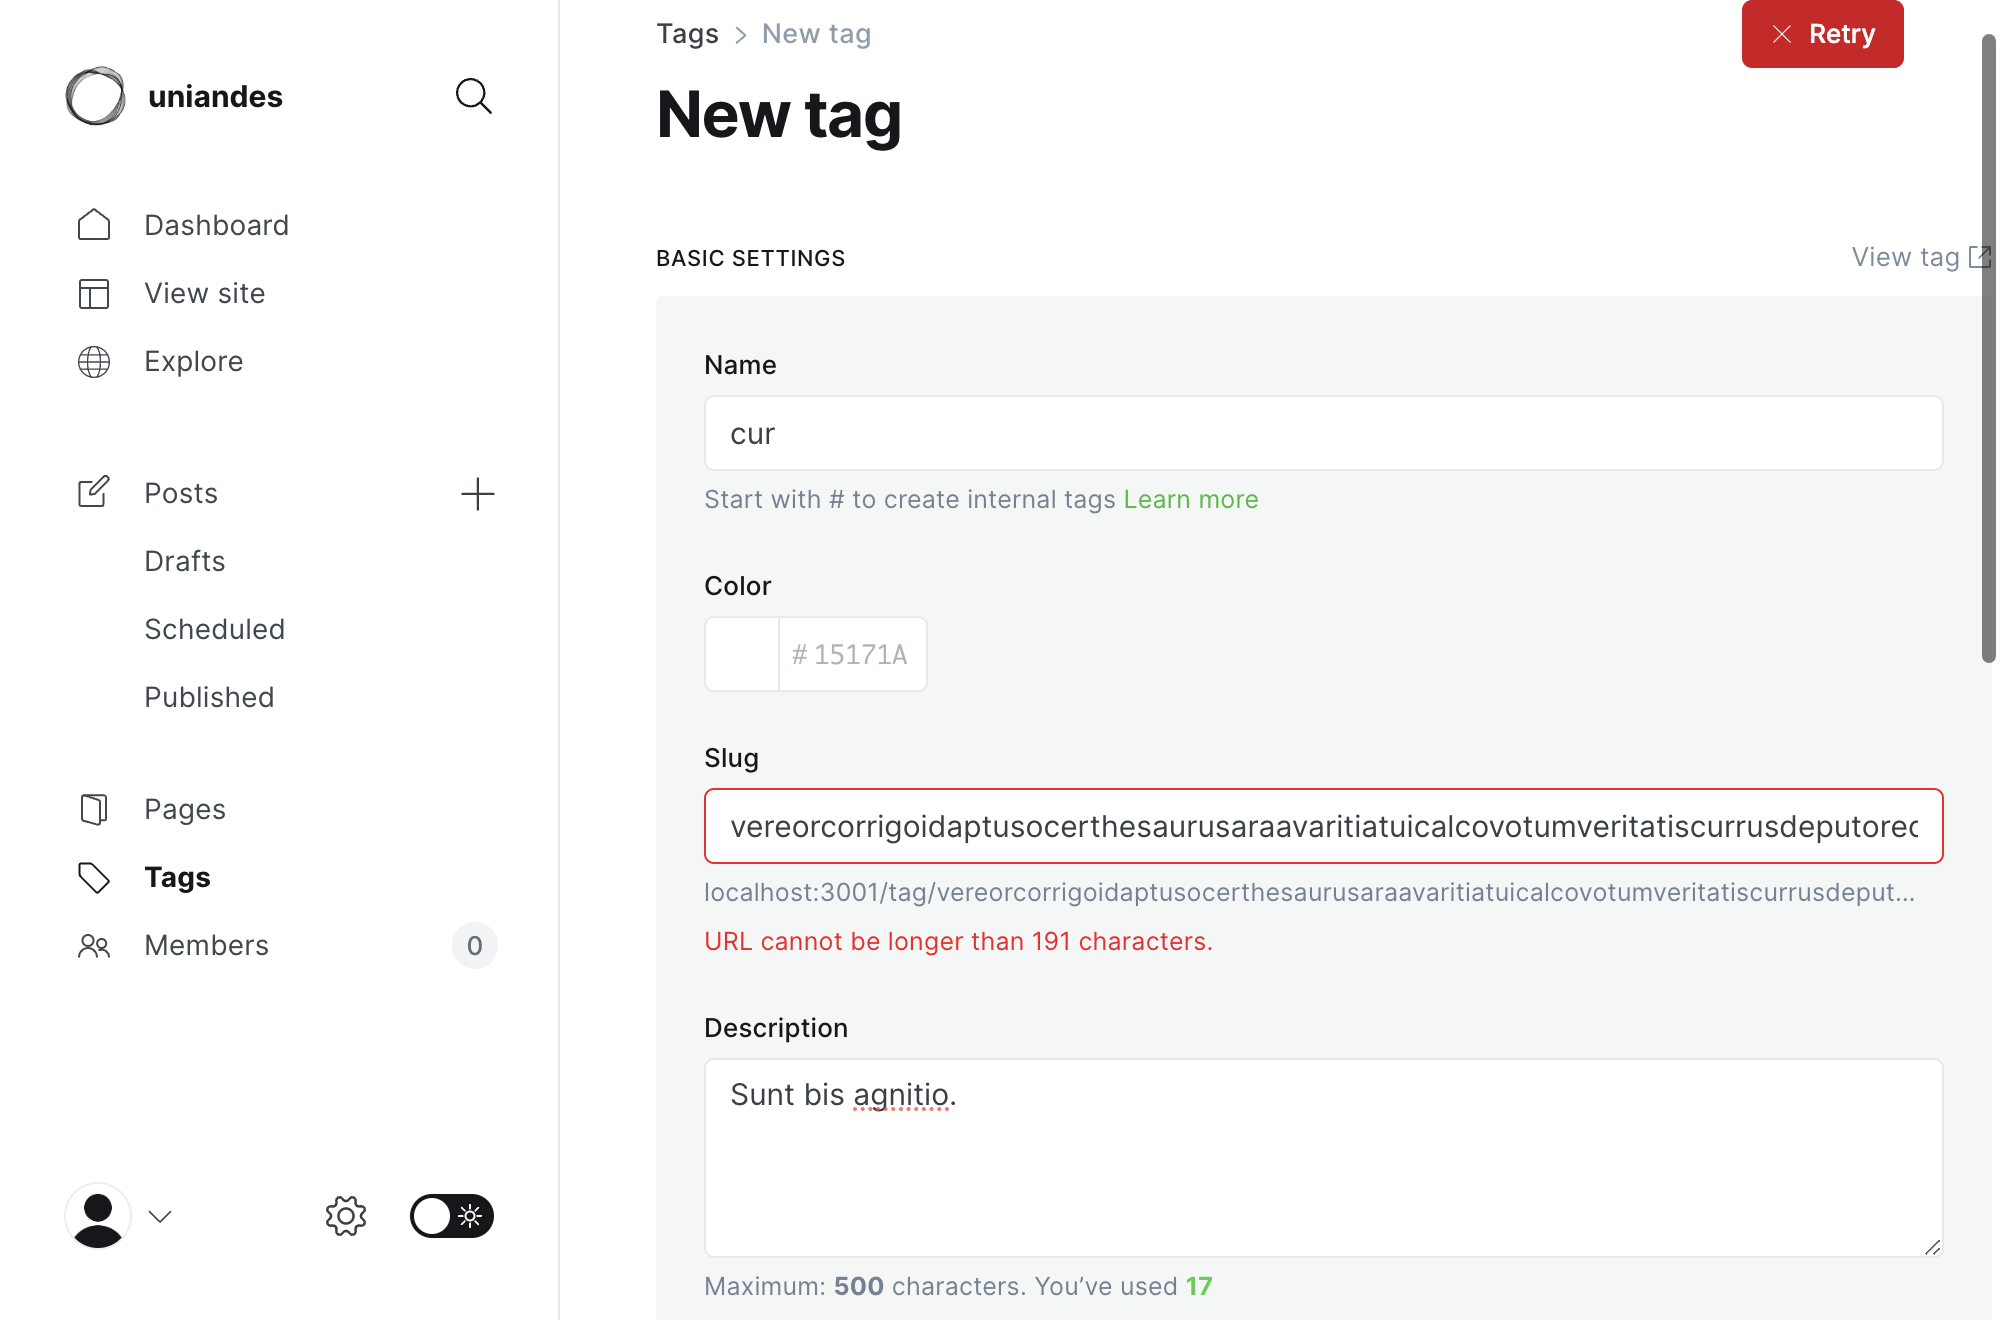 uniandes
Dashboard
View site
Explore
Posts
Drafts
Scheduled
Published
Pages
Tags
Members 0
Tags > New tag
Retry
New tag
BASIC SETTINGS
View tag
Name
cur
Start with # to create internal tags Learn more
Color
# 15171A
Slug
vereorcorrigoidaptusocerthesaurusaraavaritiatuicalcovotumveritatiscurrusdeputorec
localhost:3001/tag/vereorcorrigoidaptusocerthesaurusaraavaritiatuicalcovotumveritatiscurrusdeput...
URL cannot be longer than 191 characters.
Description
Sunt bis agnitio.
Maximum: 500 characters. You’ve used 17